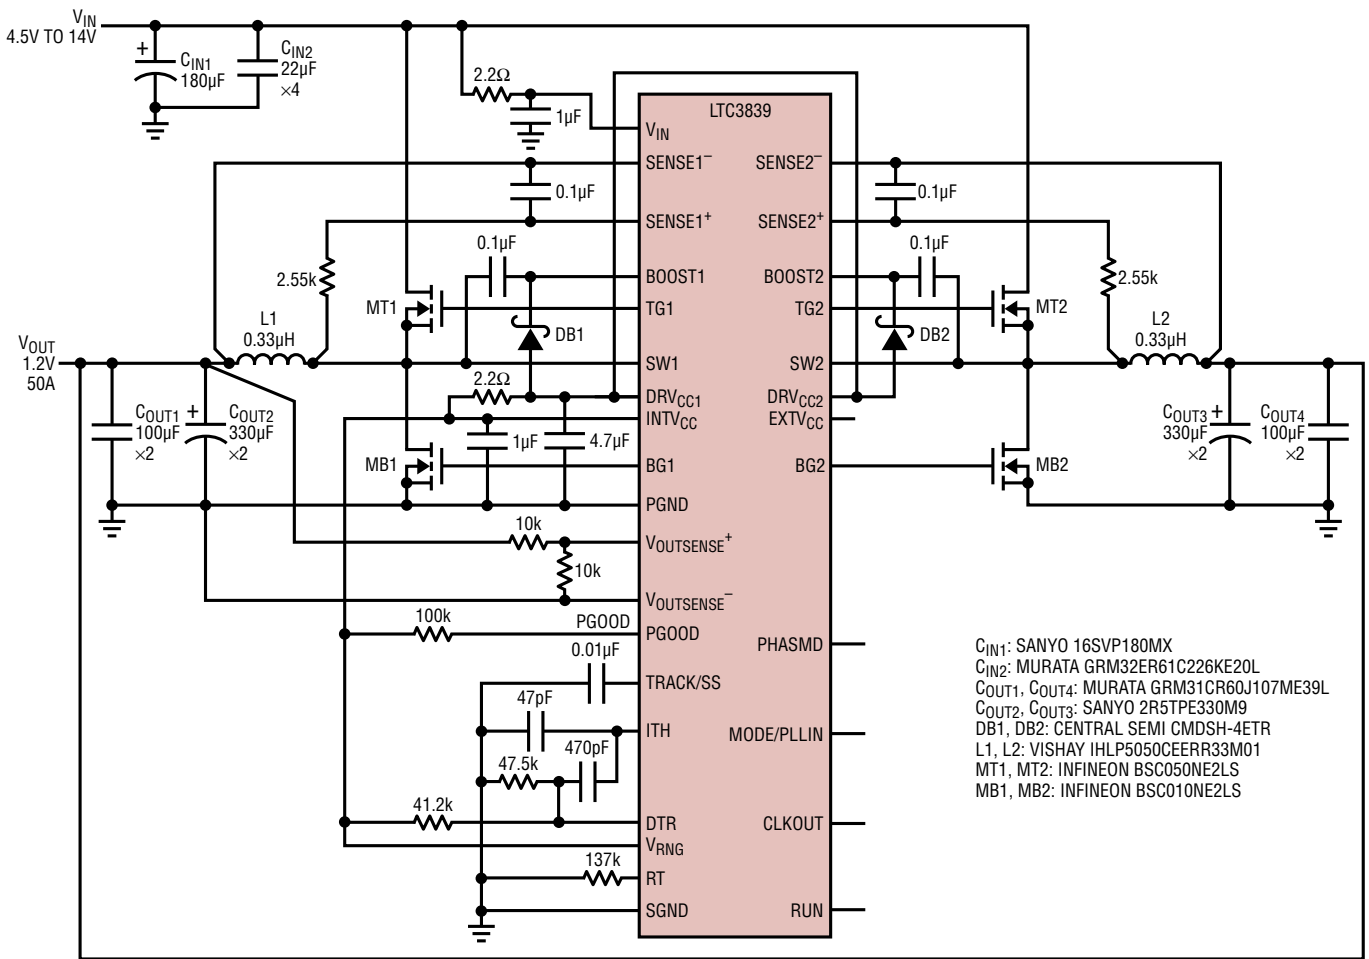 VIN
4.5V TO 14V
+
CIN1
180µF
CIN2
22µF
×4
2.2Ω
1µF
LTC3839
VIN
SENSE1–
SENSE2–
0.1µF
0.1µF
SENSE1+
SENSE2+
0.1µF
0.1µF
2.55k
2.55k
BOOST1
BOOST2
MT1
TG1
TG2
MT2
DB1
DB2
L1
0.33µH
L2
0.33µH
VOUT
1.2V
50A
SW1
SW2
2.2Ω
DRVCC1
DRVCC2
INTVCC
EXTVCC
COUT1
100µF
×2
+
COUT2
330µF
×2
1µF
4.7µF
COUT3
330µF
×2
+
COUT4
100µF
×2
MB1
BG1
BG2
MB2
PGND
10k
VOUTSENSE+
10k
VOUTSENSE–
100k
PGOOD
PGOOD
PHASMD
0.01µF
TRACK/SS
47pF
ITH
MODE/PLLIN
470pF
47.5k
41.2k
DTR
CLKOUT
VRNG
137k
RT
SGND
RUN
CIN1: SANYO 16SVP180MX
CIN2: MURATA GRM32ER61C226KE20L
COUT1, COUT4: MURATA GRM31CR60J107ME39L
COUT2, COUT3: SANYO 2R5TPE330M9
DB1, DB2: CENTRAL SEMI CMDSH-4ETR
L1, L2: VISHAY IHLP5050CEERR33M01
MT1, MT2: INFINEON BSC050NE2LS
MB1, MB2: INFINEON BSC010NE2LS